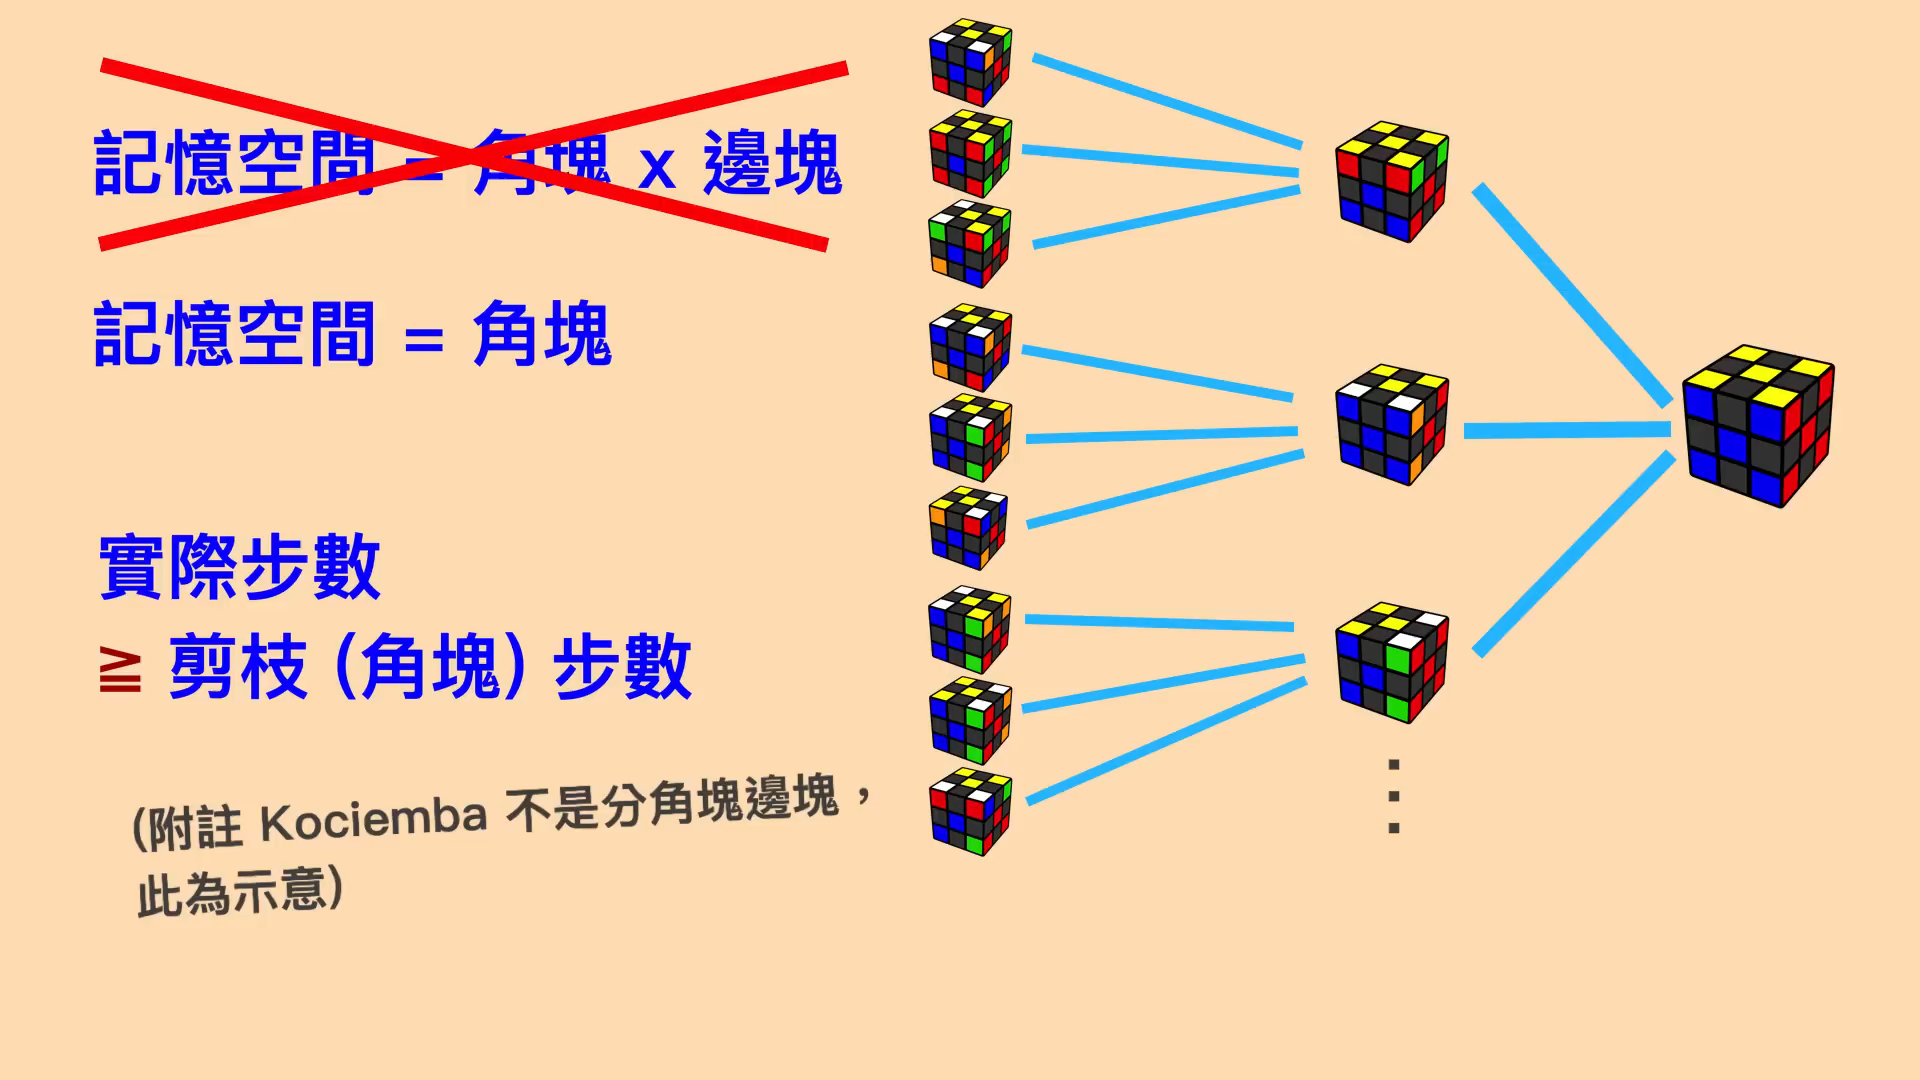 記憶空間 = 角塊 x 邊塊
記憶空間 = 角塊
實際步數
≧ 剪枝 (角塊) 步數
(附註 Kociemba 不是分角塊邊塊，
此為示意)